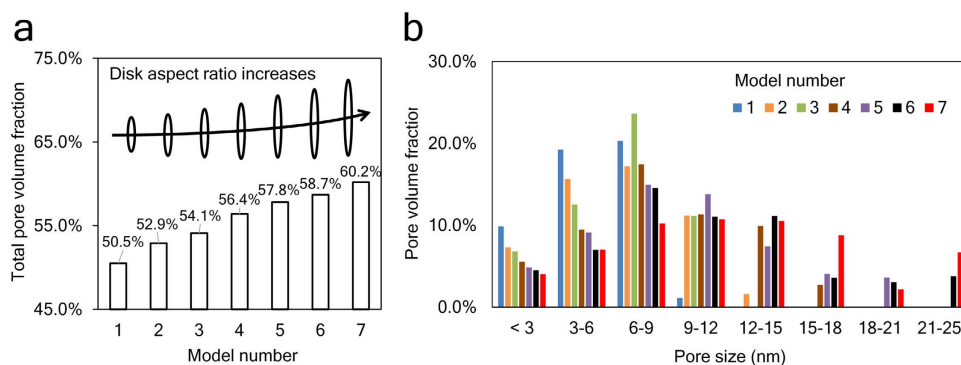 a
75.0%
Disk aspect ratio increases
65.0%
60.2%
58.7%
57.8%
56.4%
54.1%
52.9%
50.5%
55.0%
45.0%
1 2 3 4 5 6 7
Model number
Total pore volume fraction
b
30.0%
Model number
1 2 3 4 5 6 7
20.0%
10.0%
0.0%
< 3 3-6 6-9 9-12 12-15 15-18 18-21 21-25
Pore size (nm)
Pore volume fraction